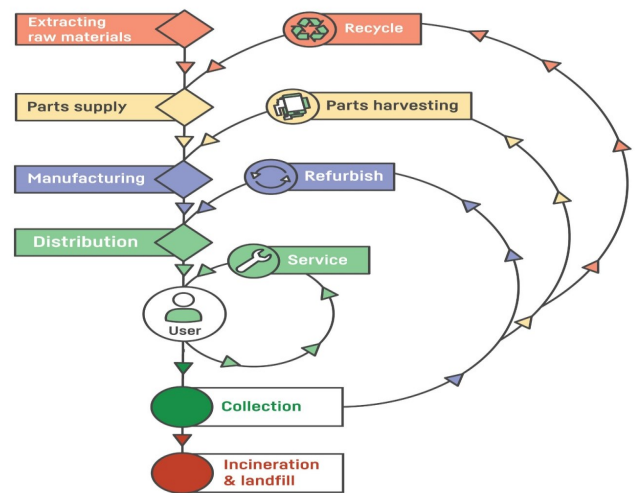 Extracting
raw materials
Recycle
Parts supply
Parts harvesting
Manufacturing
Refurbish
Distribution
Service
User
Collection
Incineration
& landfill